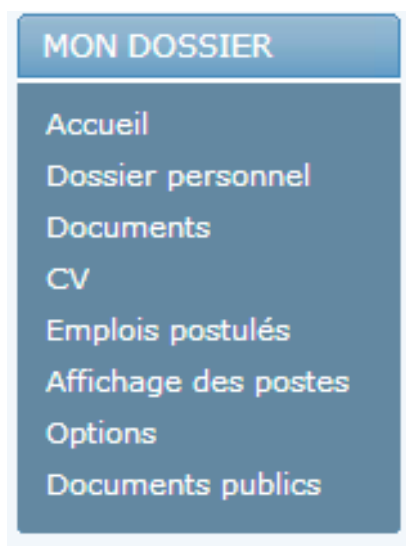 MON DOSSIER
Accueil
Dossier personnel
Documents
CV
Emplois postulés
Affichage des postes
Options
Documents publics